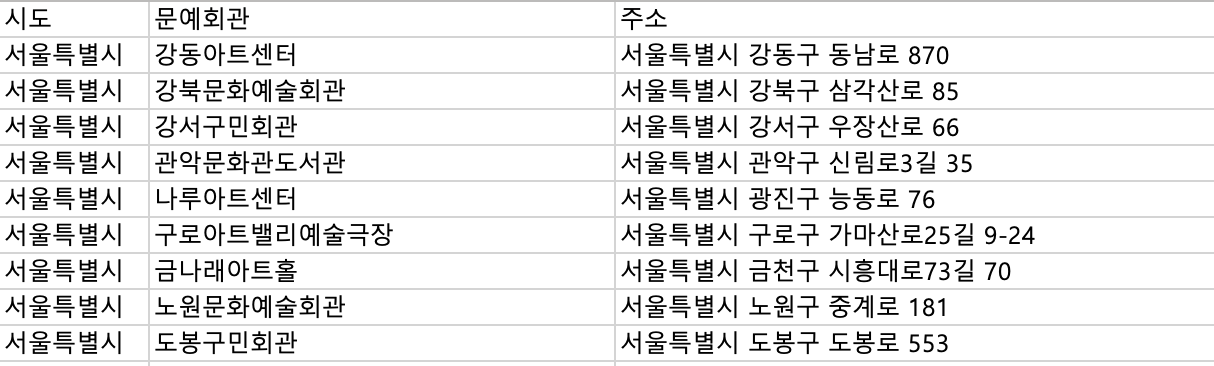 시도 문예회관 주소
서울특별시 강동아트센터 서울특별시 강동구 동남로 870
서울특별시 강북문화예술회관 서울특별시 강북구 삼각산로 85
서울특별시 강서구민회관 서울특별시 강서구 우장산로 66
서울특별시 관악문화관도서관 서울특별시 관악구 신림로3길 35
서울특별시 나루아트센터 서울특별시 광진구 능동로 76
서울특별시 구로아트밸리예술극장 서울특별시 구로구 가마산로25길 9-24
서울특별시 금나래아트홀 서울특별시 금천구 시흥대로73길 70
서울특별시 노원문화예술회관 서울특별시 노원구 중계로 181
서울특별시 도봉구민회관 서울특별시 도봉구 도봉로 553